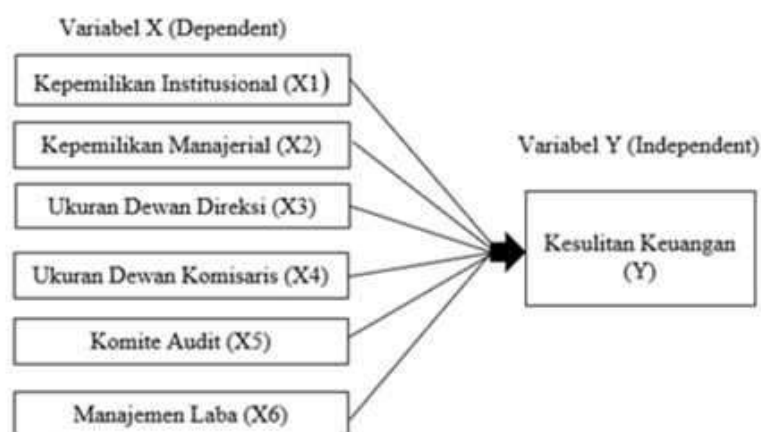 Variabel X (Dependent)
Kepemilikan Institusional (X1)
Kepemilikan Manajerial (X2)
Variabel Y (Independent)
Ukuran Dewan Direksi (X3)
Kesulitan Keuangan
(Y)
Ukuran Dewan Komisaris (X4)
Komite Audit (X5)
Manajemen Laba (X6)